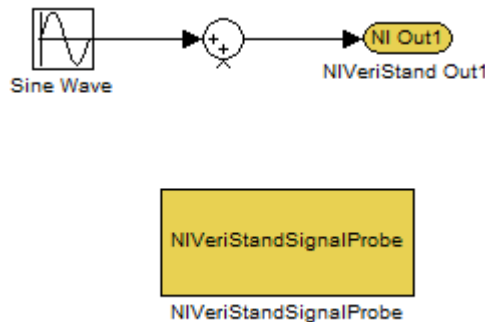 NI Out1
Sine Wave
NIVeriStand Out1
NIVeriStandSignalProbe
NIVeriStandSignalProbe